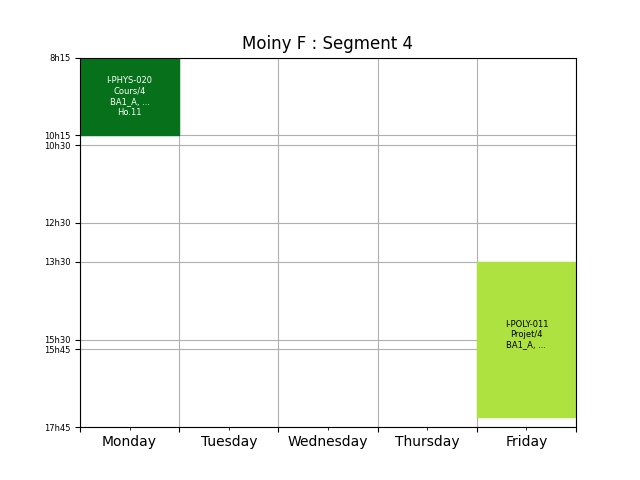 Moiny F : Segment 4
8h15
I-PHYS-020
Cours/4
BA1_A, ...
Ho.11
10h15
10h30
12h30
13h30
I-POLY-011
Projet/4
BA1_A, ...
15h30
15h45
17h45
Monday Tuesday Wednesday Thursday Friday